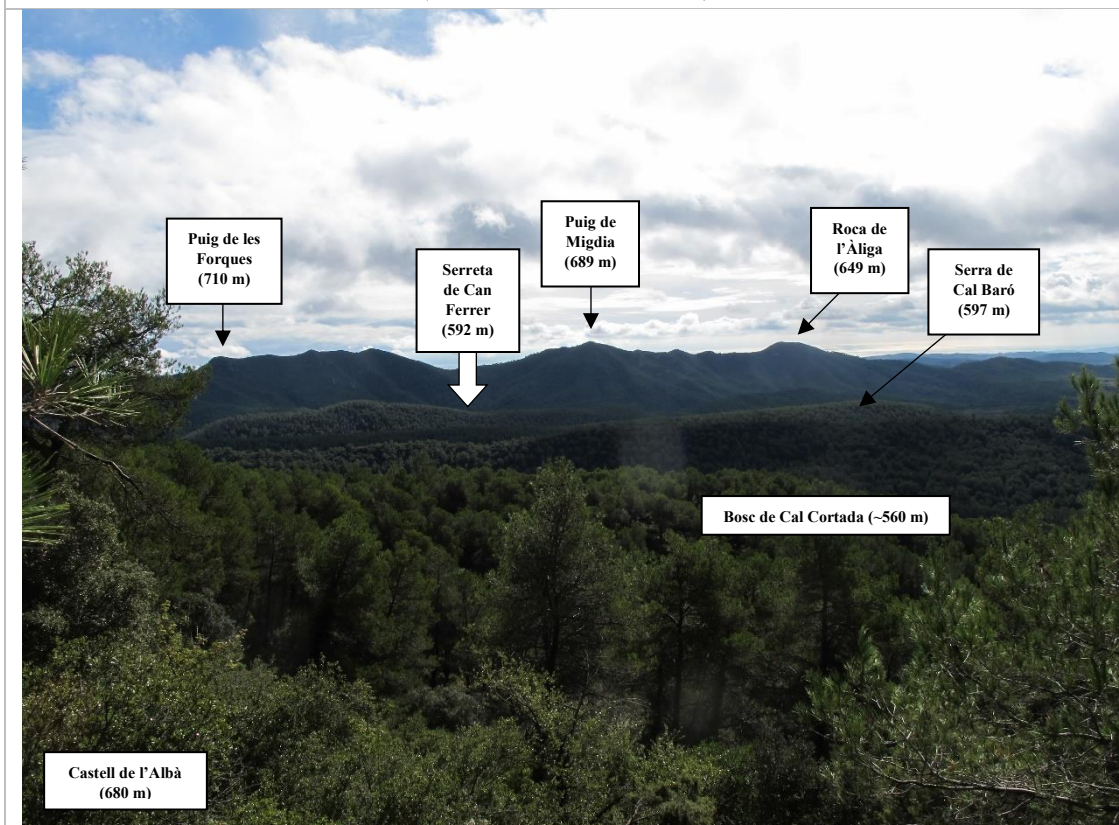 Puig de les
Forques
(710 m)
Serreta
de Can
Ferrer
(592 m)
Puig de
Migdia
(689 m)
Roca de
l’Àliga
(649 m)
Serra de
Cal Baró
(597 m)
Bosc de Cal Cortada (~560 m)
Castell de l’Albà
(680 m)